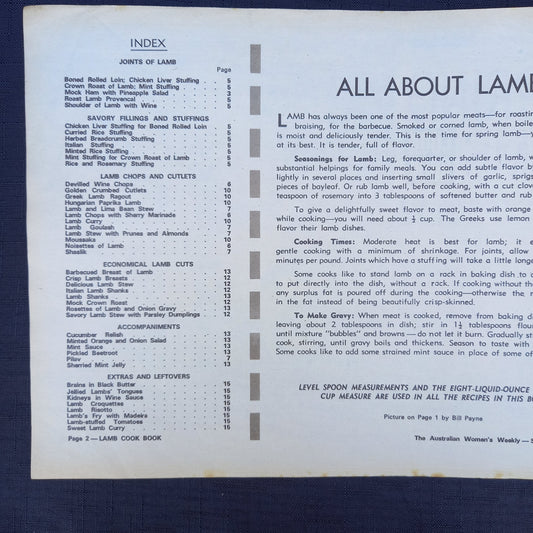 INDEX
JOINTS OF LAMB
Page
Boned Rolled Loin; Chicken Liver Stuffing . . 5
Crown Roast of Lamb; Mint Stuffing . . . 5
Mock Ham with Pineapple Salad . . . . 3
Roast Lamb Provencal . . . . . . 5
Shoulder of Lamb with Wine . . . . . 5
SAVORY FILLINGS AND STUFFINGS
Chicken Liver Stuffing for Boned Rolled Loin . 5
Curried Rice Stuffing . . . . . . 5
Herbed Breadcrumb Stuffing . . . . . 5
Italian Stuffing . . . . . . . 5
Minted Rice Stuffing . . . . . . 5
Mint Stuffing for Crown Roast of Lamb . . . 5
Rice and Rosemary Stuffing . . . . . 5
LAMB CHOPS AND CUTLETS
Devilled Wine Chops . . . . . . 6
Golden Crumbed Cutlets . . . . . . 10
Greek Lamb Ragout . . . . . . 7
Hungarian Paprika Lamb . . . . . . 10
Lamb and Lima Bean Stew . . . . . 7
Lamb Chops with Sherry Marinade . . . . 6
Lamb Curry . . . . . . . . 10
Lamb Goulash . . . . . . . 7
Lamb Stew with Prunes and Almonds . . . 7
Moussaka . . . . . . . . 10
Noisettes of Lamb . . . . . . . 6
Shaslik . . . . . . . . . 7
ECONOMICAL LAMB CUTS
Barbecued Breast of Lamb . . . . . 13
Crisp Lamb Breasts . . . . . . . 12
Delicious Lamb Stew . . . . . . 12
Italian Lamb Shanks . . . . . . 12
Lamb Shanks . . . . . . . . 13
Mock Crown Roast . . . . . . . 12
Rosettes of Lamb and Onion Gravy . . . 13
Savory Lamb Stew with Parsley Dumplings . . 12
ACCOMPANIMENTS
Cucumber Relish . . . . . . . 13
Minted Orange and Onion Salad . . . . 13
Mint Sauce . . . . . . . . 13
Pickled Beetroot . . . . . . . 13
Pilav . . . . . . . . . 7
Sherried Mint Jelly . . . . . . . 13
EXTRAS AND LEFTOVERS
Brains in Black Butter . . . . . . 15
Jellied Lambs' Tongues . . . . . . 15
Kidneys in Wine Sauce . . . . . . 15
Lamb Croquettes . . . . . . . 15
Lamb Risotto . . . . . . . . 15
Lamb's Fry with Madeira . . . . . 15
Lamb-stuffed Tomatoes . . . . . . 15
Sweet Lamb Curry . . . . . . . 15
Page 2 — LAMB COOK BOOK
ALL ABOUT LAM
LAMB has always been one of the most popular meats—for roastin
braising, for the barbecue. Smoked or corned lamb, when boile
is moist and deliciously tender. This is the time for spring lamb—y
at its best. It is tender, full of flavor.
Seasonings for Lamb: Leg, forequarter, or shoulder of lamb, w
substantial helpings for family meals. You can add subtle flavor b
lightly in several places and inserting small slivers of garlic, sprigs
pieces of bayleaf. Or rub lamb well, before cooking, with a cut clov
teaspoon of rosemary into 3 tablespoons of softened butter and rub
To give a delightfully sweet flavor to meat, baste with orange
while cooking—you will need about ½ cup. The Greeks use lemon
flavor their lamb dishes.
Cooking Times: Moderate heat is best for lamb; it e
gentle cooking with a minimum of shrinkage. For joints, allow
minutes per pound. Joints which have a stuffing will take a little longe
Some cooks like to stand lamb on a rack in baking dish to c
to put directly into the dish, without a rack. If cooking without th
any surplus fat is poured off during the cooking—otherwise the r
in the fat instead of being beautifully crisp-skinned.
To Make Gravy: When meat is cooked, remove from baking dis
leaving about 2 tablespoons in dish; stir in 1½ tablespoons flou
until mixture "bubbles" and browns — do not let it burn. Gradually st
cook, stirring, until gravy boils and thickens. Season to taste with
Some cooks like to add some strained mint sauce in place of some of
LEVEL SPOON MEASUREMENTS AND THE EIGHT-LIQUID-OUNCE
CUP MEASURE ARE USED IN ALL THE RECIPES IN THIS BO
Picture on Page 1 by Bill Payne
The Australian Women's Weekly — S